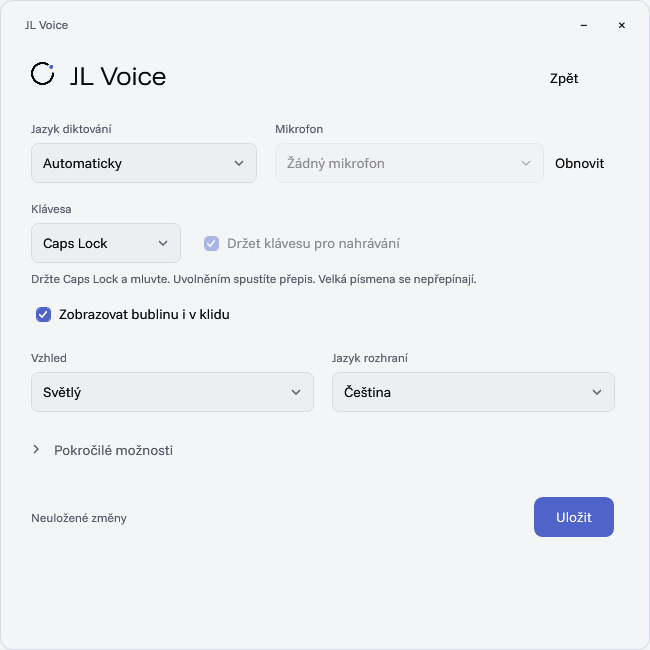 JL Voice
JL Voice
Zpět
Jazyk diktování
Mikrofon
Automaticky
Žádný mikrofon
Obnovit
Klávesa
Caps Lock
Držet klávesu pro nahrávání
Držte Caps Lock a mluvte. Uvolněním spustíte přepis. Velká písmena se nepřepínají.
Zobrazovat bublinu i v klidu
Vzhled
Jazyk rozhraní
Světlý
Čeština
Pokročilé možnosti
Neuložené změny
Uložit